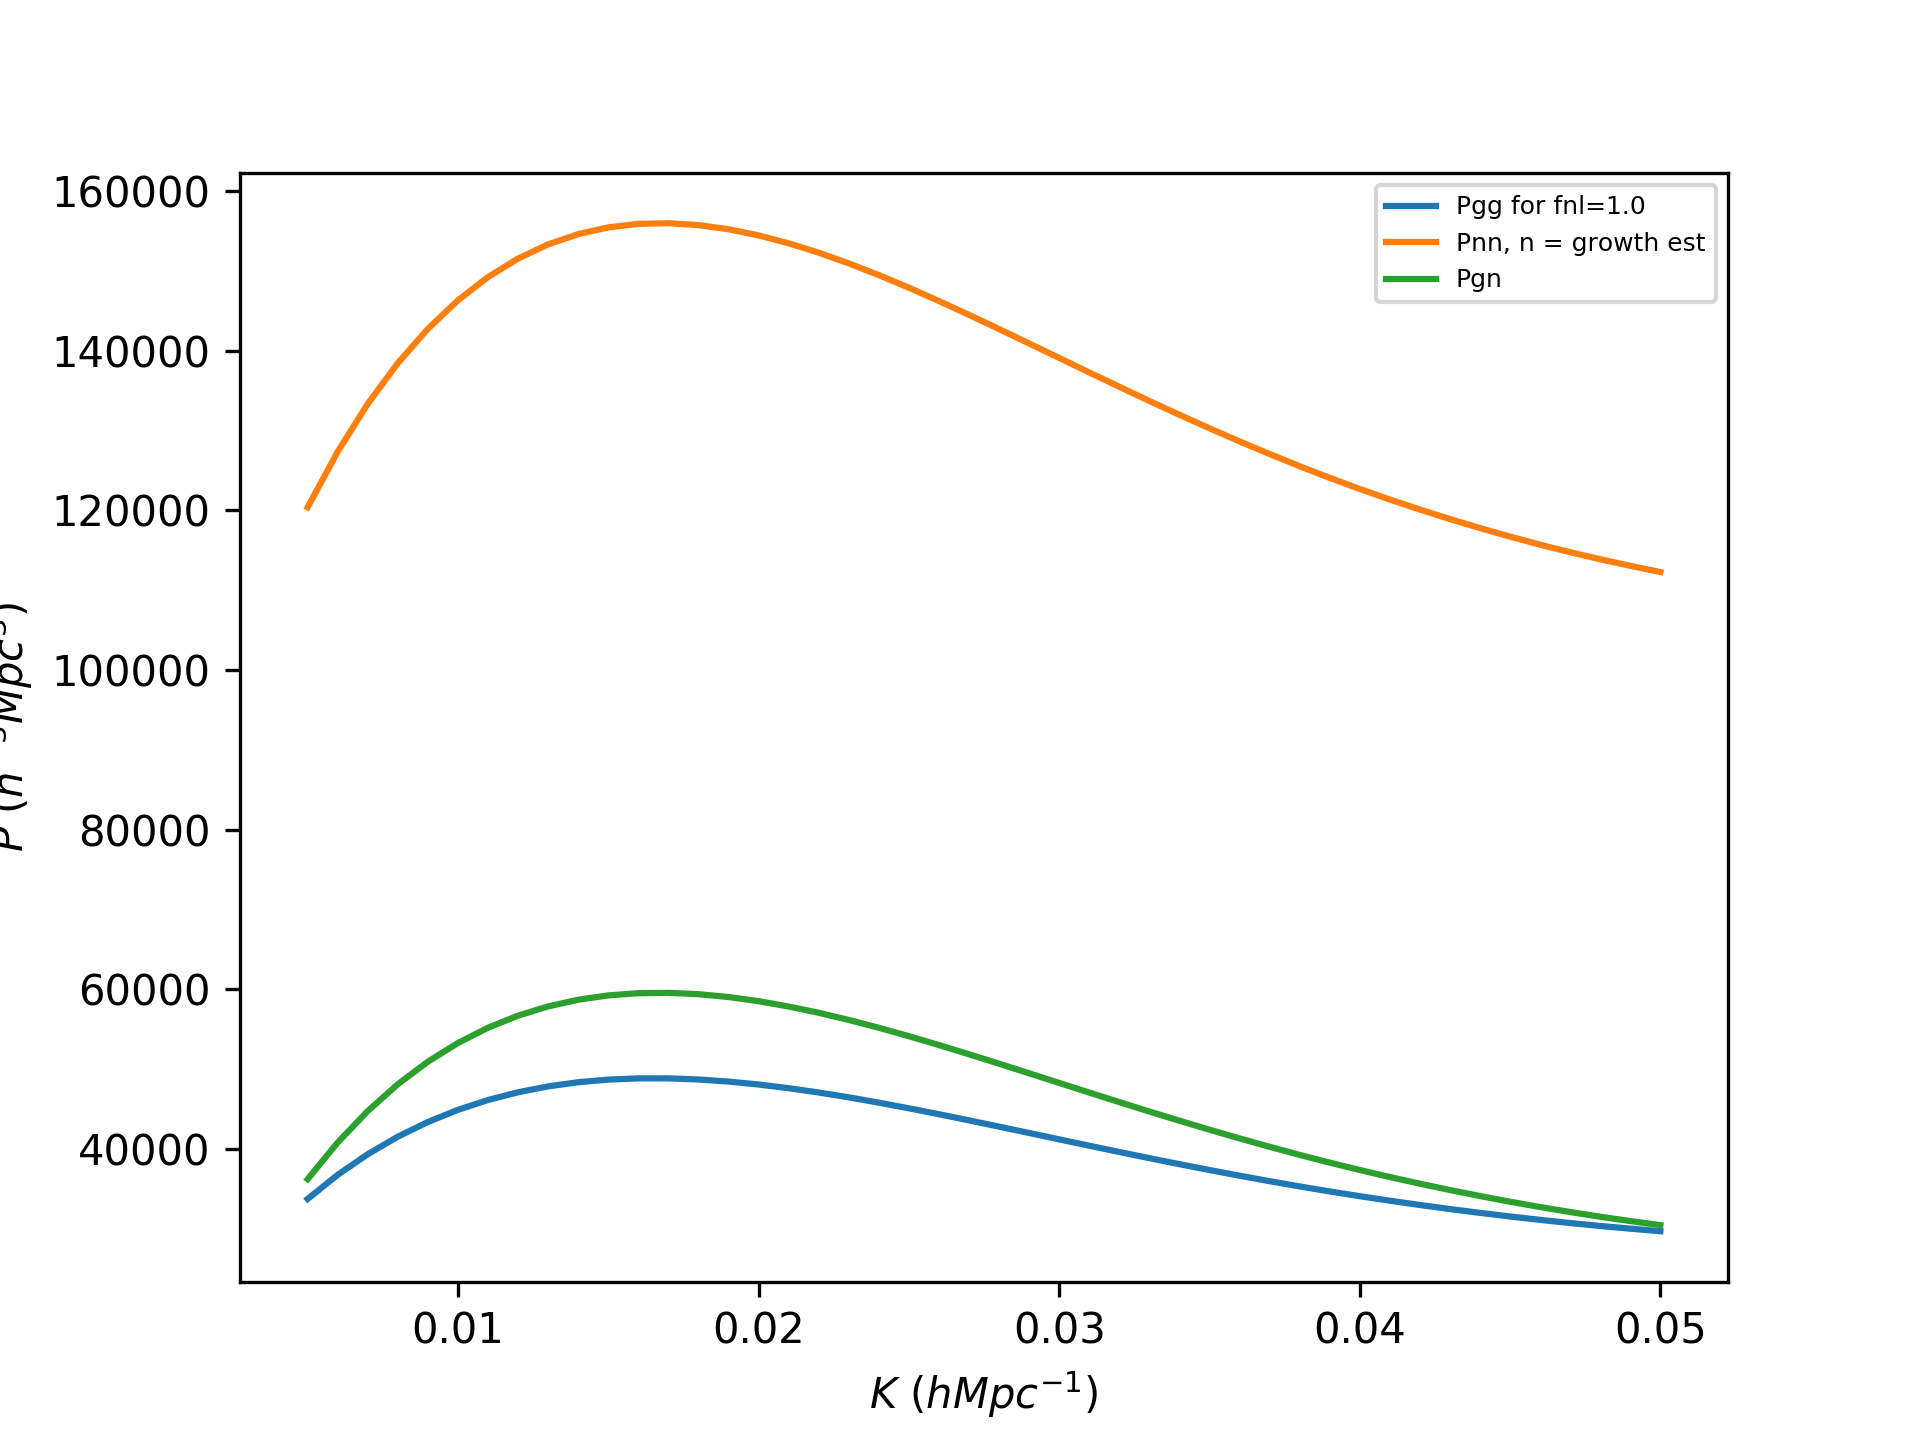 160000
140000
120000
100000
80000
60000
40000
0.01 0.02 0.03 0.04 0.05
K (hMpc⁻¹)
P (h ³Mpc³)
Pgg for fnl=1.0
Pnn, n = growth est
Pgn